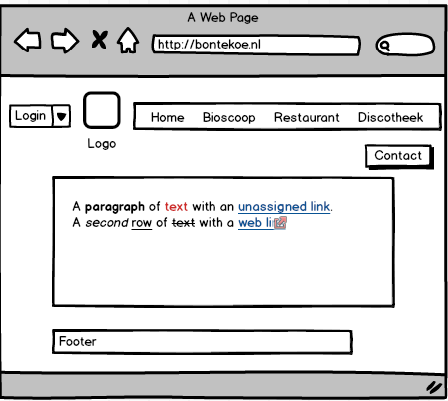 A Web Page
http://bontekoe.nl
Login
Home Bioscoop Restaurant Discotheek
Logo
Contact
A paragraph of text with an unassigned link.
A second row of text with a web link
Footer